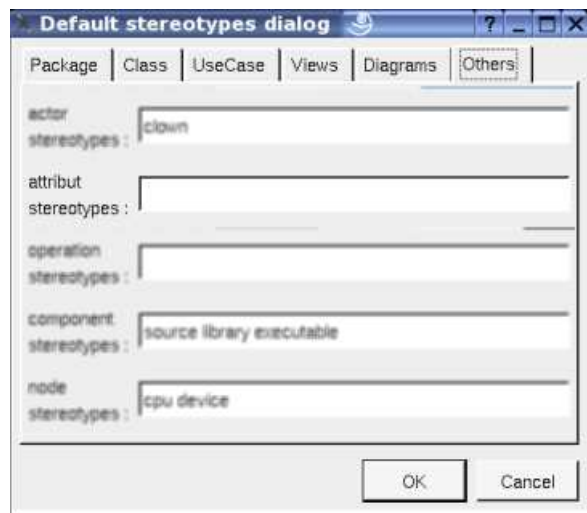 Default stereotypes dialog
Package Class UseCase Views Diagrams Others
actor
stereotypes : clown
attribut
stereotypes :
operation
stereotypes :
component
stereotypes : source library executable
node
stereotypes : cpu device
OK Cancel